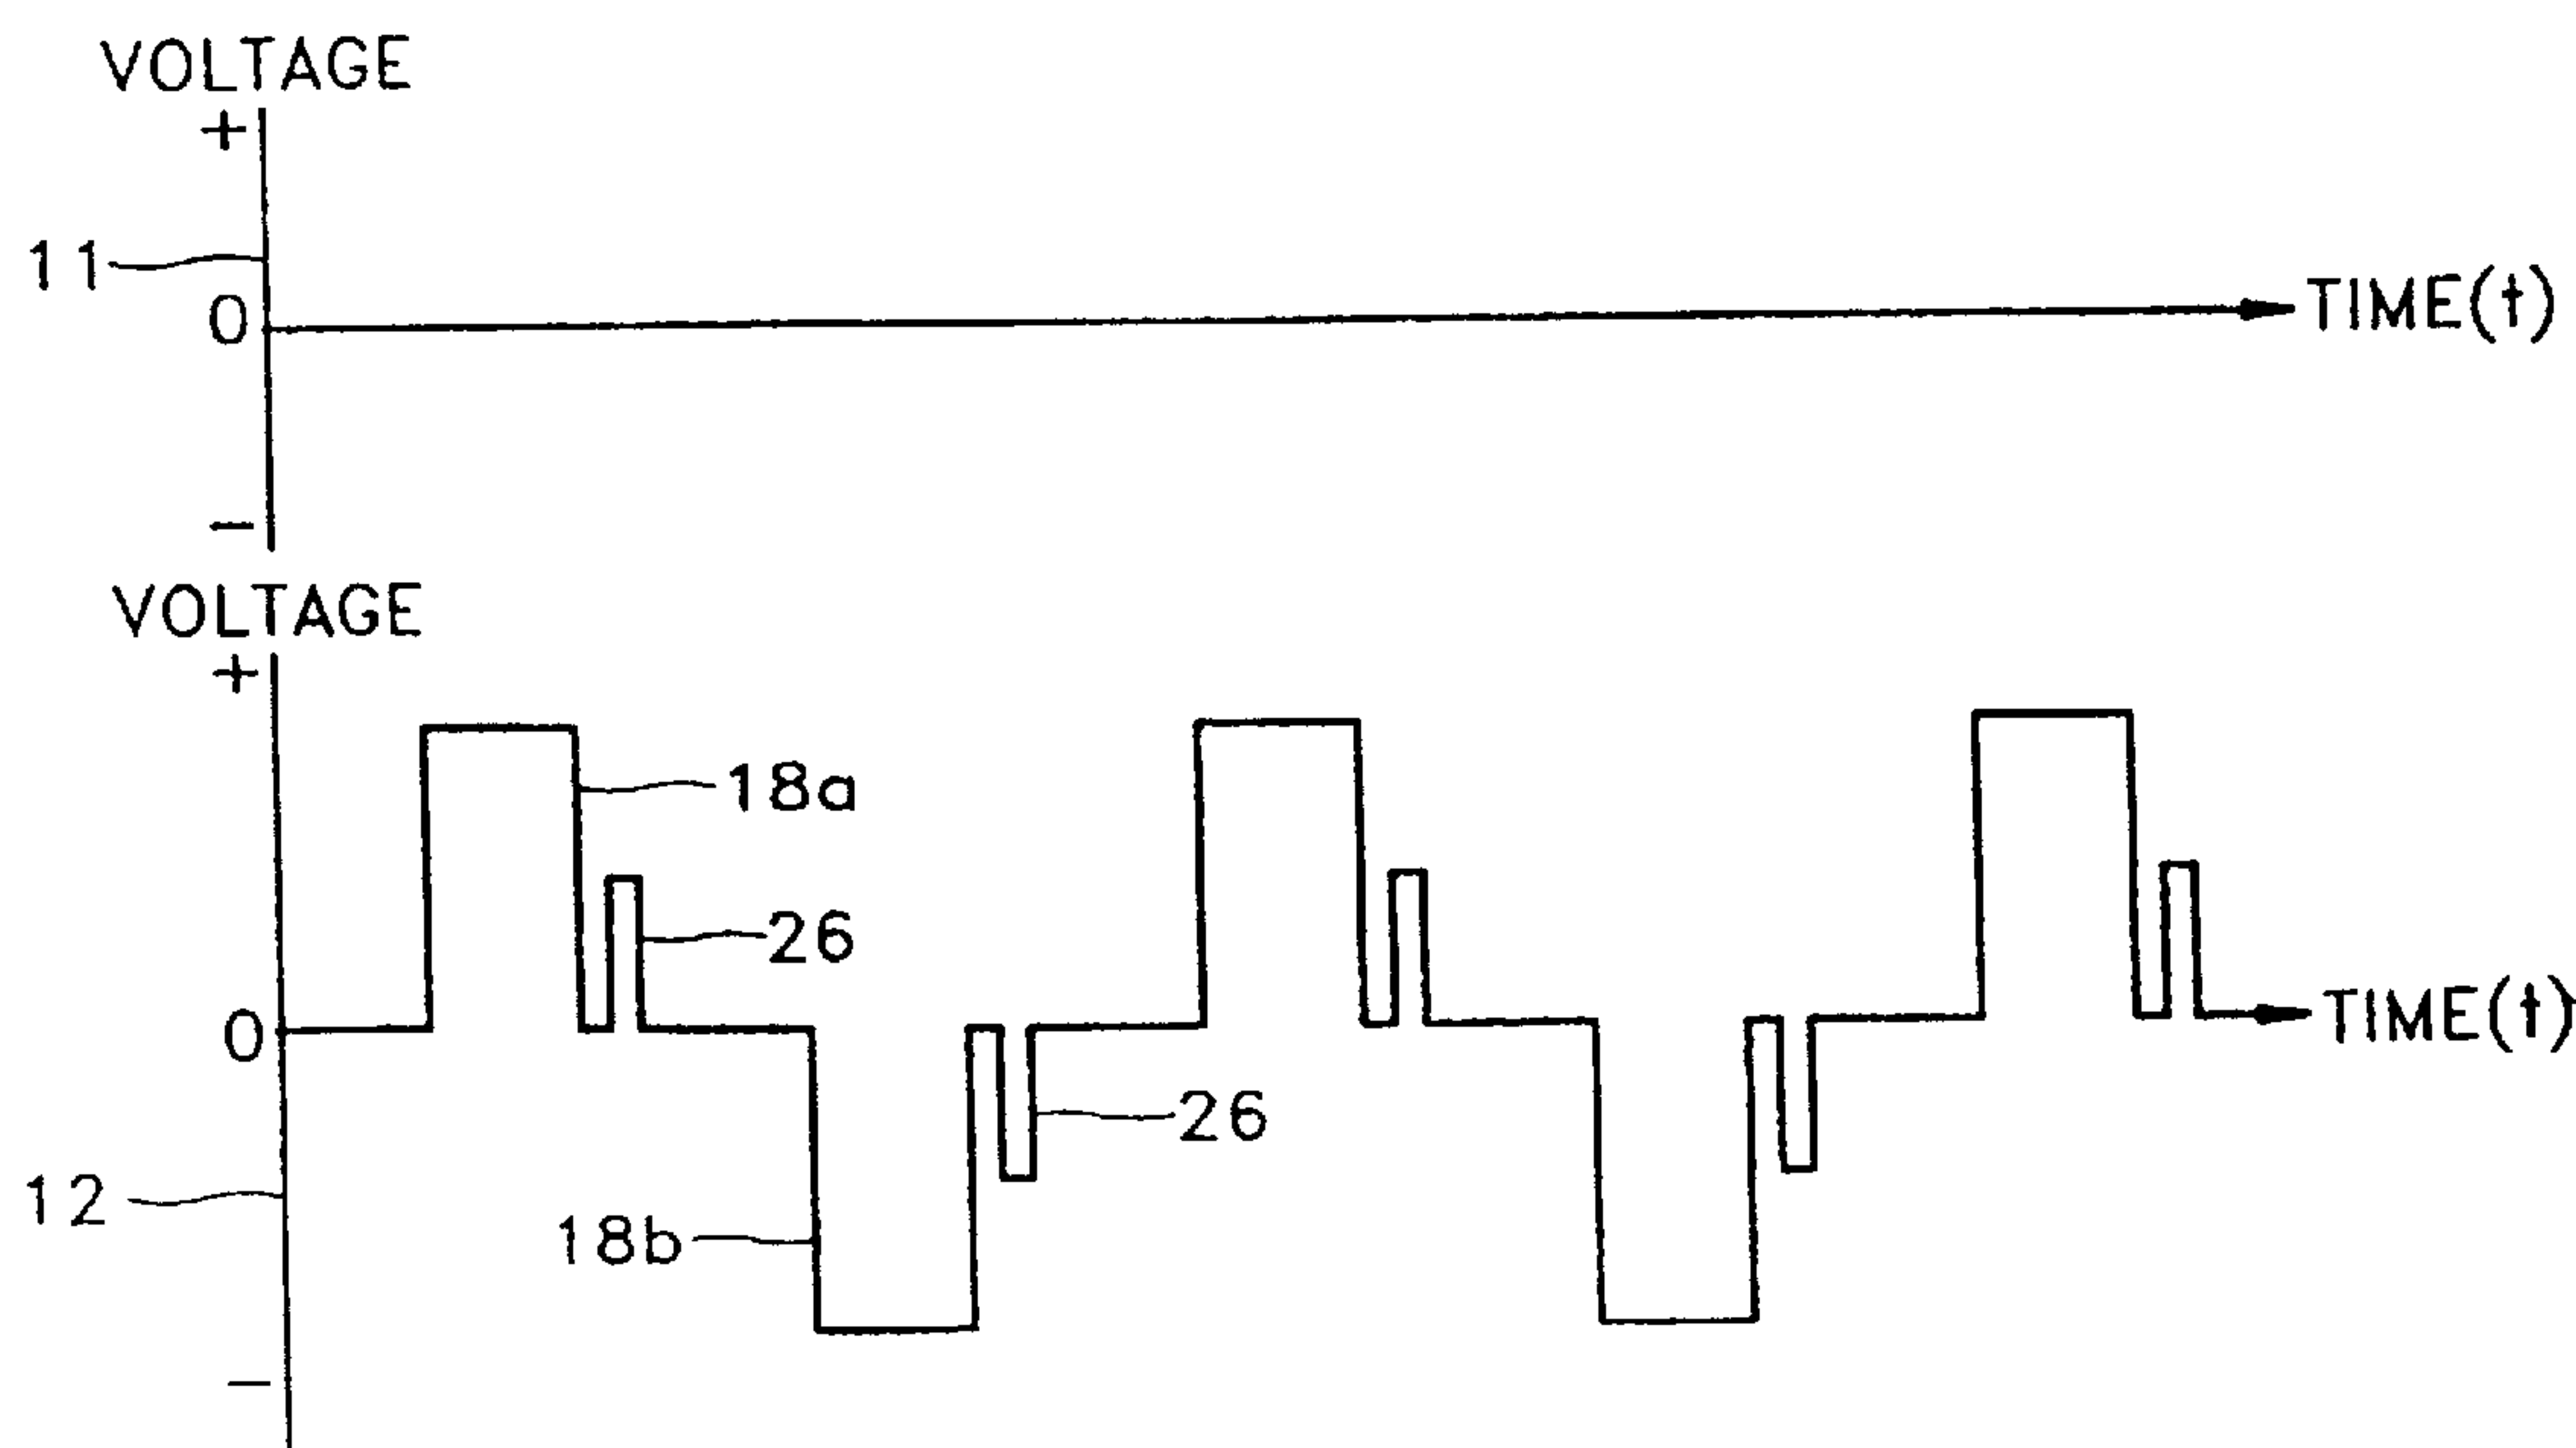 VOLTAGE
+
11
0
TIME(t)
−
VOLTAGE
+
18a
26
0
TIME(t)
26
12
18b
−